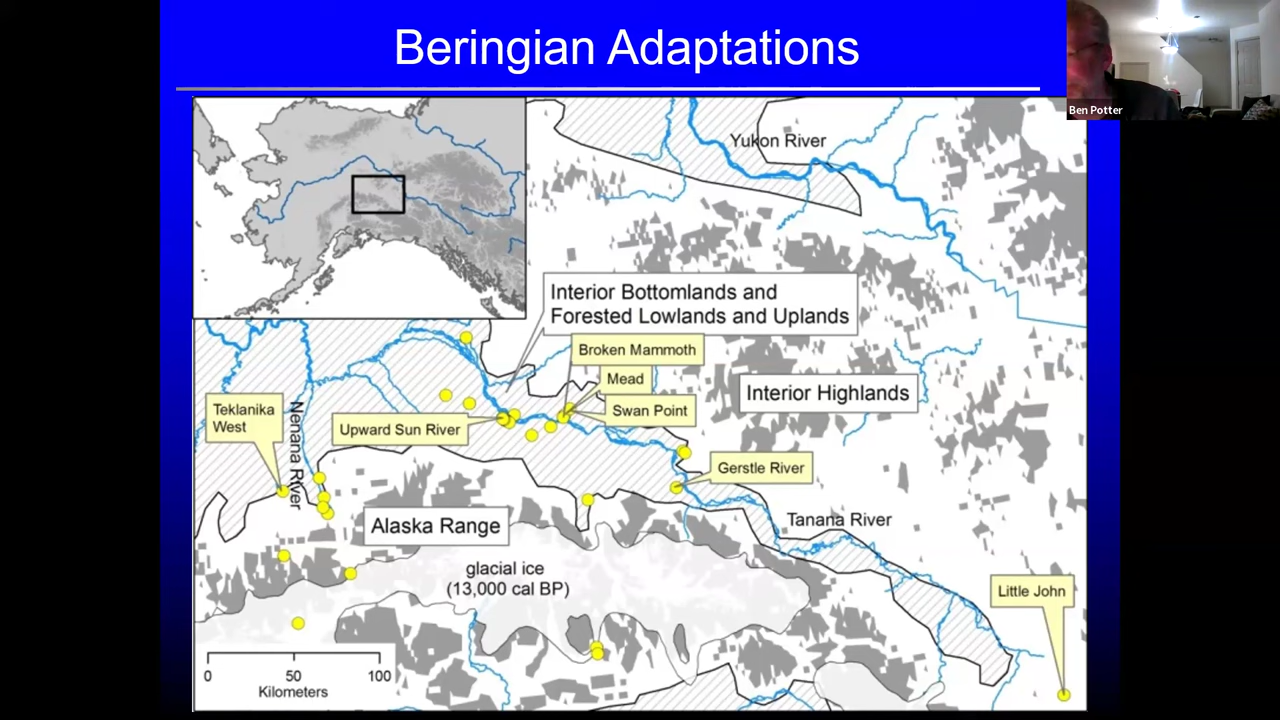 Beringian Adaptations
Ben Potter
Yukon River
Interior Bottomlands and
Forested Lowlands and Uplands
Broken Mammoth
Mead
Interior Highlands
Teklanika
West
Nenana River
Swan Point
Upward Sun River
Gerstle River
Alaska Range
Tanana River
glacial ice
(13,000 cal BP)
Little John
0 50 100
Kilometers